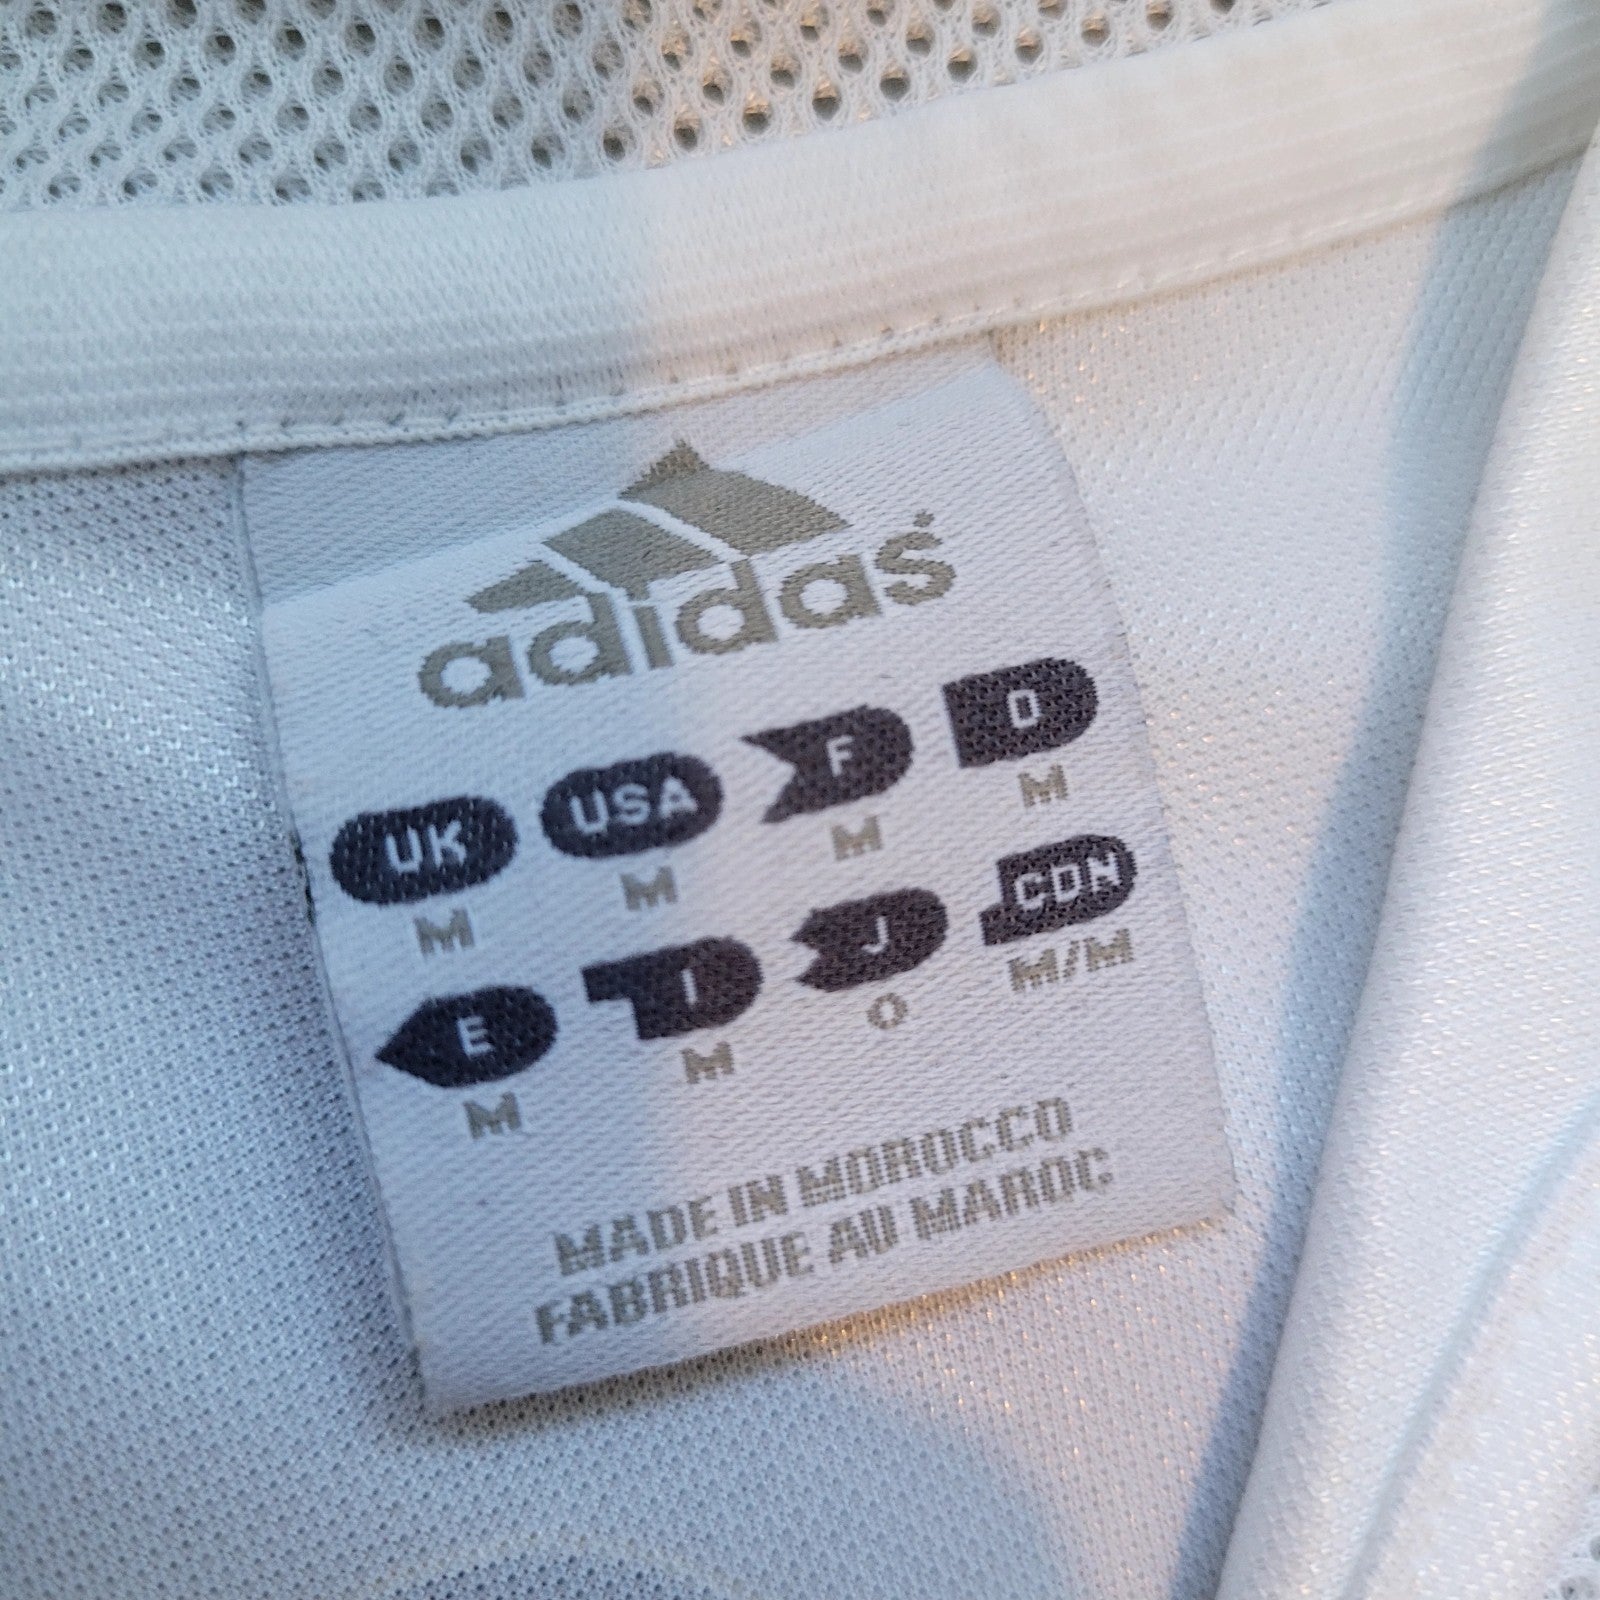 adidas
UK USA F D
M M M M
E I J CDN
M M O M/M
MADE IN MOROCCO
FABRIQUE AU MAROC